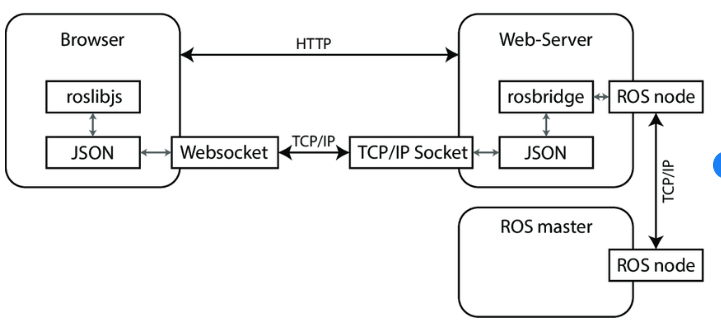 Browser
HTTP
Web-Server
roslibjs
rosbridge
ROS node
JSON
Websocket
TCP/IP
TCP/IP Socket
JSON
TCP/IP
ROS master
ROS node